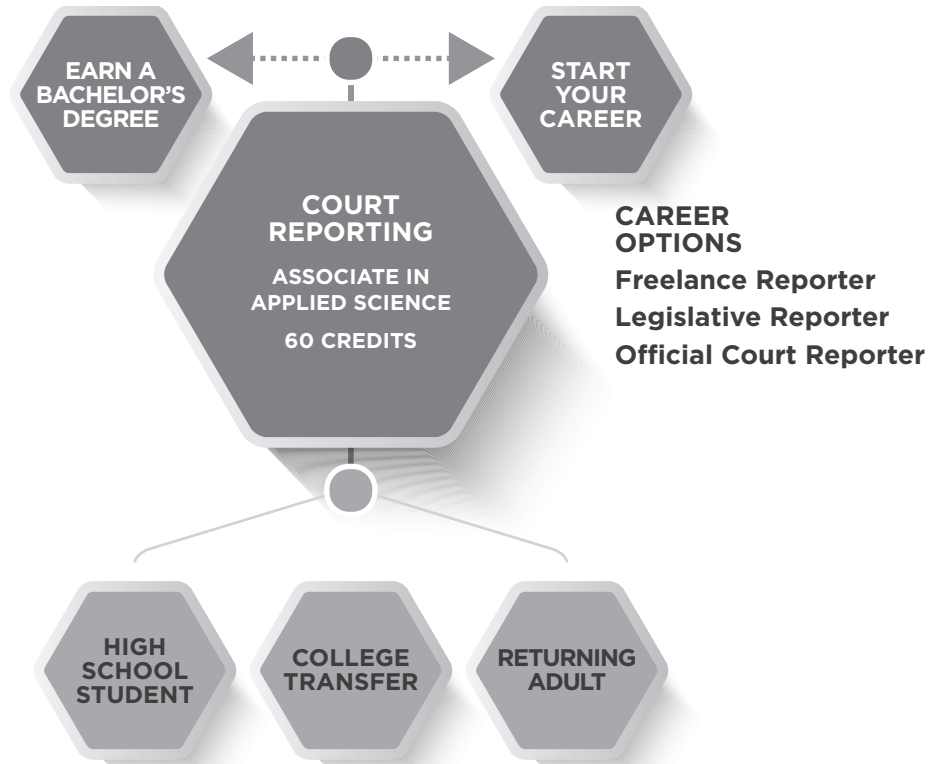 EARN A
BACHELOR'S
DEGREE
START
YOUR
CAREER
COURT
REPORTING
ASSOCIATE IN
APPLIED SCIENCE
60 CREDITS
CAREER
OPTIONS
Freelance Reporter
Legislative Reporter
Official Court Reporter
HIGH
SCHOOL
STUDENT
COLLEGE
TRANSFER
RETURNING
ADULT